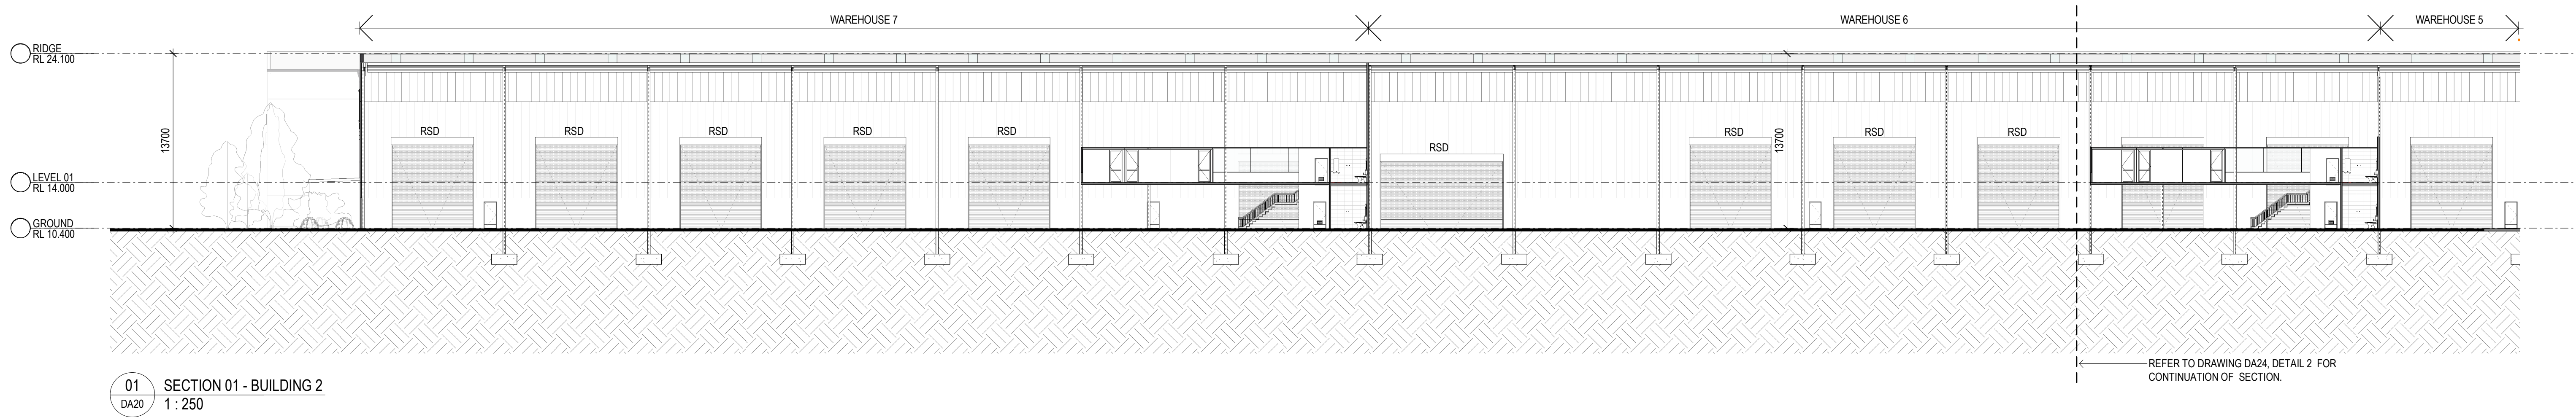 WAREHOUSE 7
WAREHOUSE 6
WAREHOUSE 5
RIDGE
RL 24.100
13700
13700
RSD
RSD
RSD
RSD
RSD
RSD
RSD
RSD
RSD
LEVEL 01
RL 14.000
GROUND
RL 10.400
REFER TO DRAWING DA24, DETAIL 2 FOR
CONTINUATION OF SECTION.
01
DA20
SECTION 01 - BUILDING 2
1 : 250